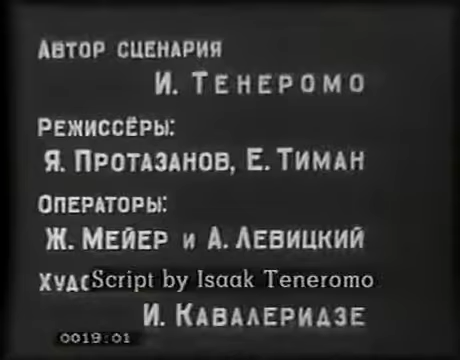 Автор сценария
И. Тенеромо
Режиссёры:
Я. Протазанов, Е. Тиман
Операторы:
Ж. Мейер и А. Левицкий
Script by Isaak Teneromo
И. Кавалеридзе
0019:01